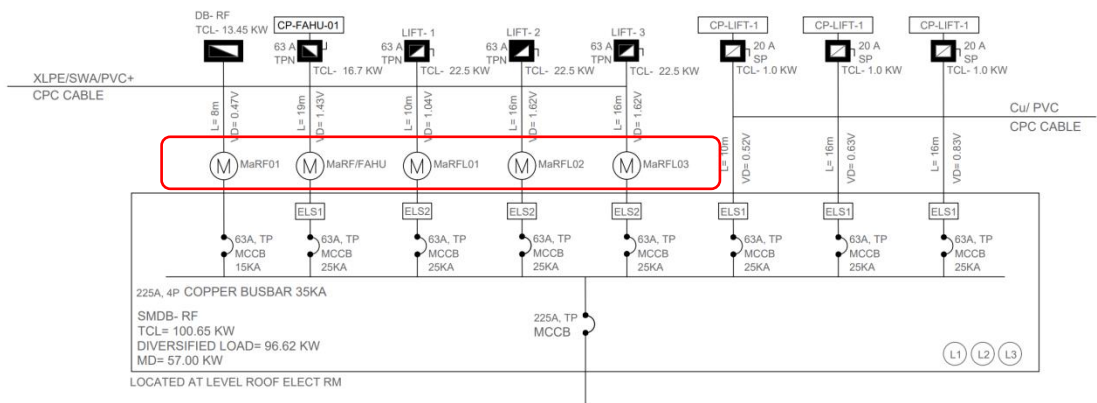 DB- RF
TCL- 13.45 KW
CP-FAHU-01
63 A
TPN
TCL- 16.7 KW
LIFT- 1
63 A
TPN
TCL- 22.5 KW
LIFT- 2
63 A
TPN
TCL- 22.5 KW
LIFT- 3
63 A
TPN
TCL- 22.5 KW
CP-LIFT-1
20 A
SP
TCL- 1.0 KW
CP-LIFT-1
20 A
SP
TCL- 1.0 KW
CP-LIFT-1
20 A
SP
TCL- 1.0 KW
XLPE/SWA/PVC+
CPC CABLE
Cu/ PVC
CPC CABLE
L= 8m
VD= 0.47V
L= 19m
VD= 1.43V
L= 10m
VD= 1.04V
L= 16m
VD= 1.62V
L= 16m
VD= 1.62V
L= 10m
VD= 0.52V
L= 16m
VD= 0.63V
L= 16m
VD= 0.83V
M MaRF01
M MaRF/FAHU
M MaRFL01
M MaRFL02
M MaRFL03
ELS1
ELS2
ELS2
ELS2
ELS1
ELS1
ELS1
63A, TP
MCCB
15KA
63A, TP
MCCB
25KA
63A, TP
MCCB
25KA
63A, TP
MCCB
25KA
63A, TP
MCCB
25KA
63A, TP
MCCB
25KA
63A, TP
MCCB
25KA
63A, TP
MCCB
25KA
225A, 4P COPPER BUSBAR 35KA
SMDB- RF
TCL= 100.65 KW
DIVERSIFIED LOAD= 96.62 KW
MD= 57.00 KW
225A, TP
MCCB
L1 L2 L3
LOCATED AT LEVEL ROOF ELECT RM